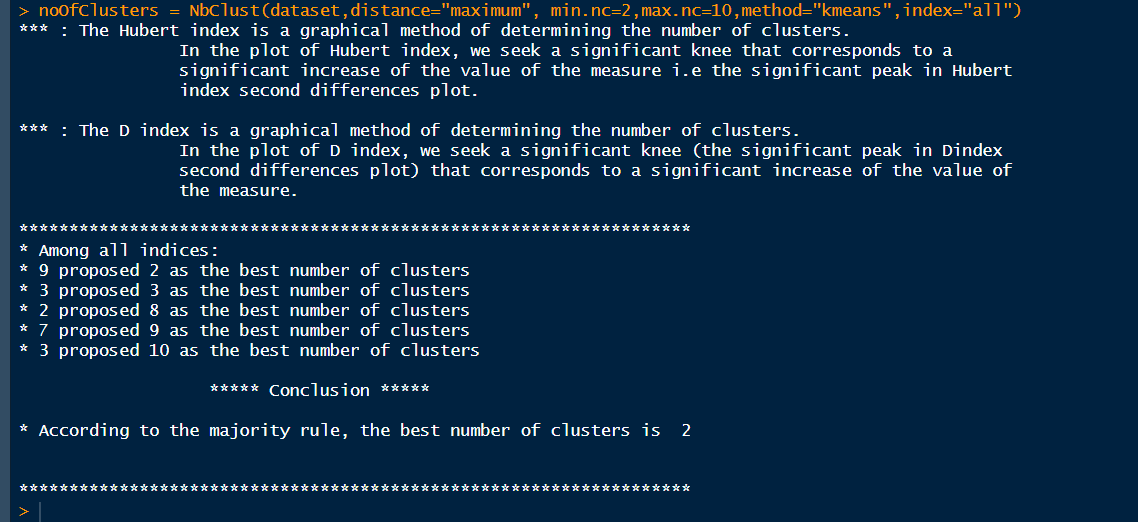 > noOfClusters = NbClust(dataset,distance="maximum", min.nc=2,max.nc=10,method="kmeans",index="all")
*** : The Hubert index is a graphical method of determining the number of clusters.
In the plot of Hubert index, we seek a significant knee that corresponds to a
significant increase of the value of the measure i.e the significant peak in Hubert
index second differences plot.
*** : The D index is a graphical method of determining the number of clusters.
In the plot of D index, we seek a significant knee (the significant peak in Dindex
second differences plot) that corresponds to a significant increase of the value of
the measure.
*******************************************************************
* Among all indices:
* 9 proposed 2 as the best number of clusters
* 3 proposed 3 as the best number of clusters
* 2 proposed 8 as the best number of clusters
* 7 proposed 9 as the best number of clusters
* 3 proposed 10 as the best number of clusters
***** Conclusion *****
* According to the majority rule, the best number of clusters is  2
*******************************************************************
>